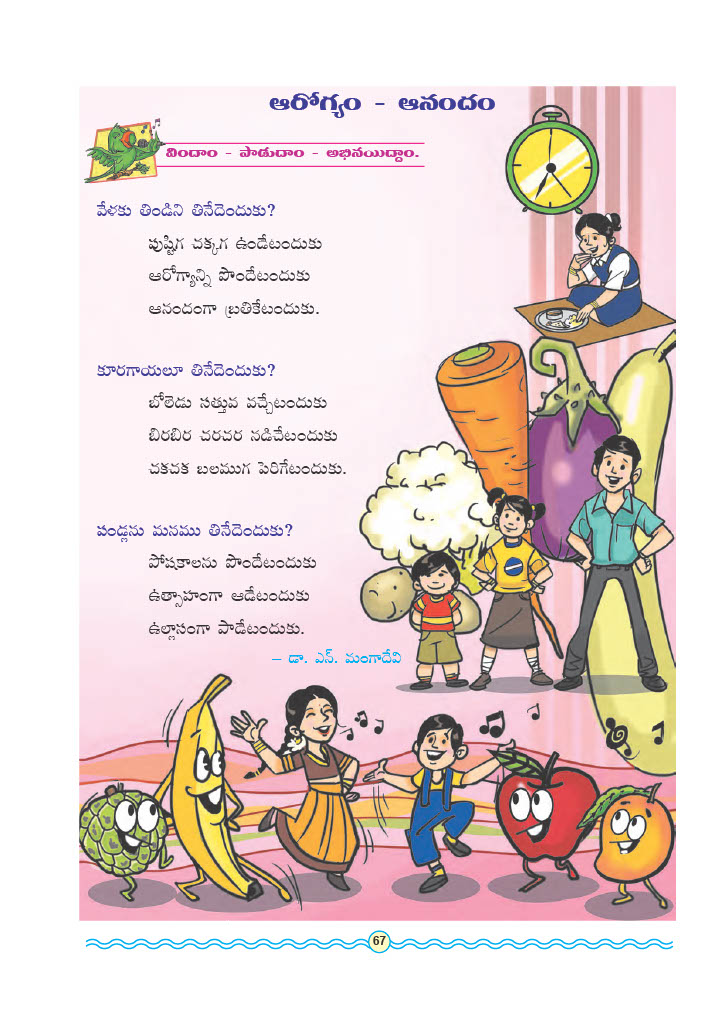 ఆరోగ్యం - ఆనందం
విందాం - పాడుదాం - అభినయిద్దాం.
వేళకు తిండిని తినేదెందుకు?
పుష్టిగ చక్కగ ఉండేటందుకు
ఆరోగ్యాన్ని పొందేటందుకు
ఆనందంగా బ్రతికేటందుకు.
కూరగాయలూ తినేదెందుకు?
బోలెడు సత్తువ వచ్చేటందుకు
బిరబిర చరచర నడిచేటందుకు
చకచక బలముగ పెరిగేటందుకు.
పండ్లను మనము తినేదెందుకు?
పోషకాలను పొందేటందుకు
ఉత్సాహంగా ఆడేటందుకు
ఉల్లాసంగా పాడేటందుకు.
– డా. ఎన్. మంగాదేవి
67